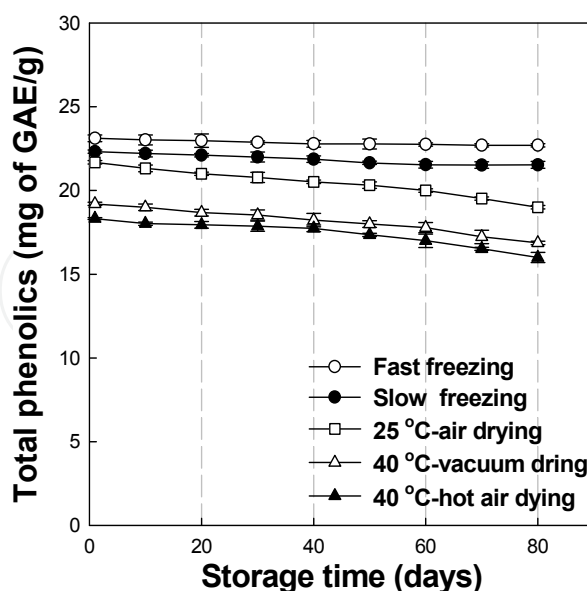 Total phenolics (mg of GAE/g)
30
25
20
15
10
5
0
Fast freezing
Slow freezing
25 °C-air drying
40 °C-vacuum dring
40 °C-hot air dying
0 20 40 60 80
Storage time (days)